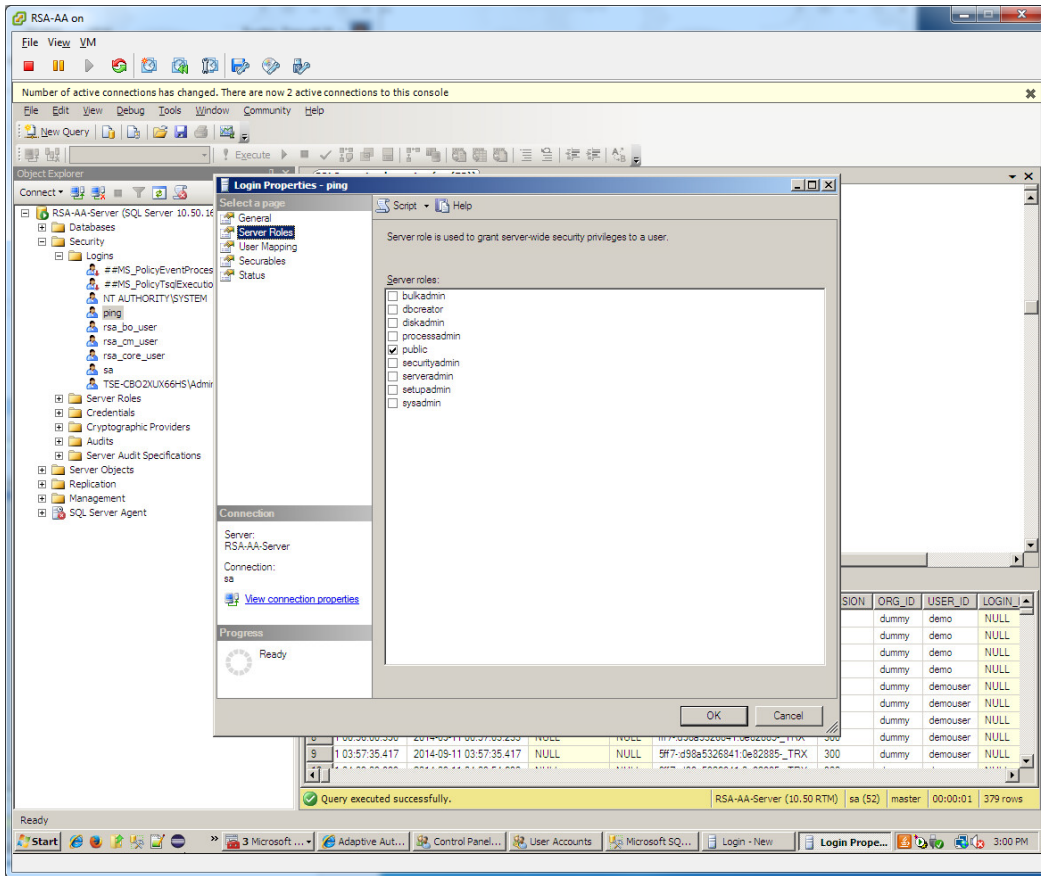 RSA-AA on
File View VM
Number of active connections has changed. There are now 2 active connections to this console
File Edit View Debug Tools Window Community Help
New Query
Execute
Object Explorer
Connect
RSA-AA-Server (SQL Server 10.50.16
Databases
Security
Logins
##MS_PolicyEventProces
##MS_PolicyTsqlExecutio
NT AUTHORITY\SYSTEM
ping
rsa_bo_user
rsa_cm_user
rsa_core_user
sa
TSE-CBO2XUX66HS\Admin
Server Roles
Credentials
Cryptographic Providers
Audits
Server Audit Specifications
Server Objects
Replication
Management
SQL Server Agent
Login Properties - ping
Select a page
General
Server Roles
User Mapping
Securables
Status
Script Help
Server role is used to grant server-wide security privileges to a user.
Server roles:
bulkadmin
dbcreator
diskadmin
processadmin
public
securityadmin
serveradmin
setupadmin
sysadmin
Connection
Server:
RSA-AA-Server
Connection:
sa
View connection properties
Progress
Ready
OK Cancel
SION ORG_ID USER_ID LOGIN_I
dummy demo NULL
dummy demo NULL
dummy demo NULL
dummy demo NULL
dummy demouser NULL
dummy demouser NULL
dummy demouser NULL
dummy demouser NULL
9 1 03:57:35.417 2014-09-11 03:57:35.417 NULL NULL 5ff7-:d98a5326841:0e82885-_TRX 300 dummy demouser NULL
Query executed successfully. RSA-AA-Server (10.50 RTM) sa (52) master 00:00:01 379 rows
Ready
Start » 3 Microsoft ... Adaptive Aut... Control Panel... User Accounts Microsoft SQ... Login - New Login Prope... 3:00 PM